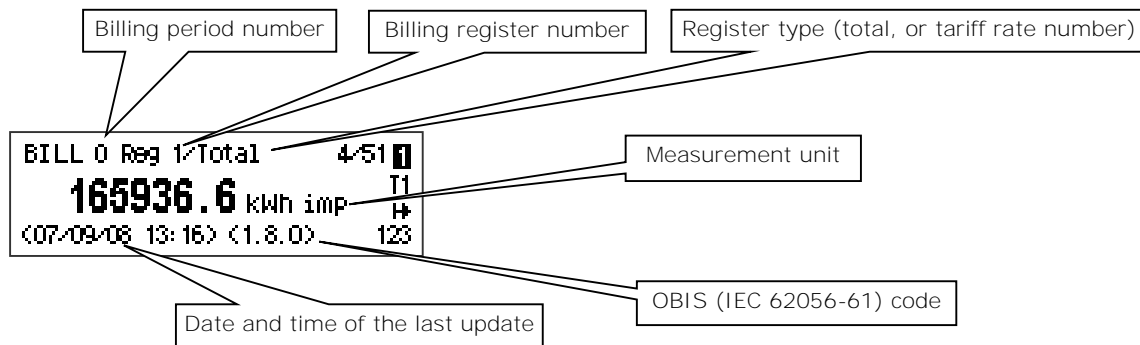 Billing period number
Billing register number
Register type (total, or tariff rate number)
BILL 0 Reg 1/Total 4/51 1
Measurement unit
T1
165936.6 kWh imp
(07/09/08 13:16) (1.8.0) 123
OBIS (IEC 62056-61) code
Date and time of the last update